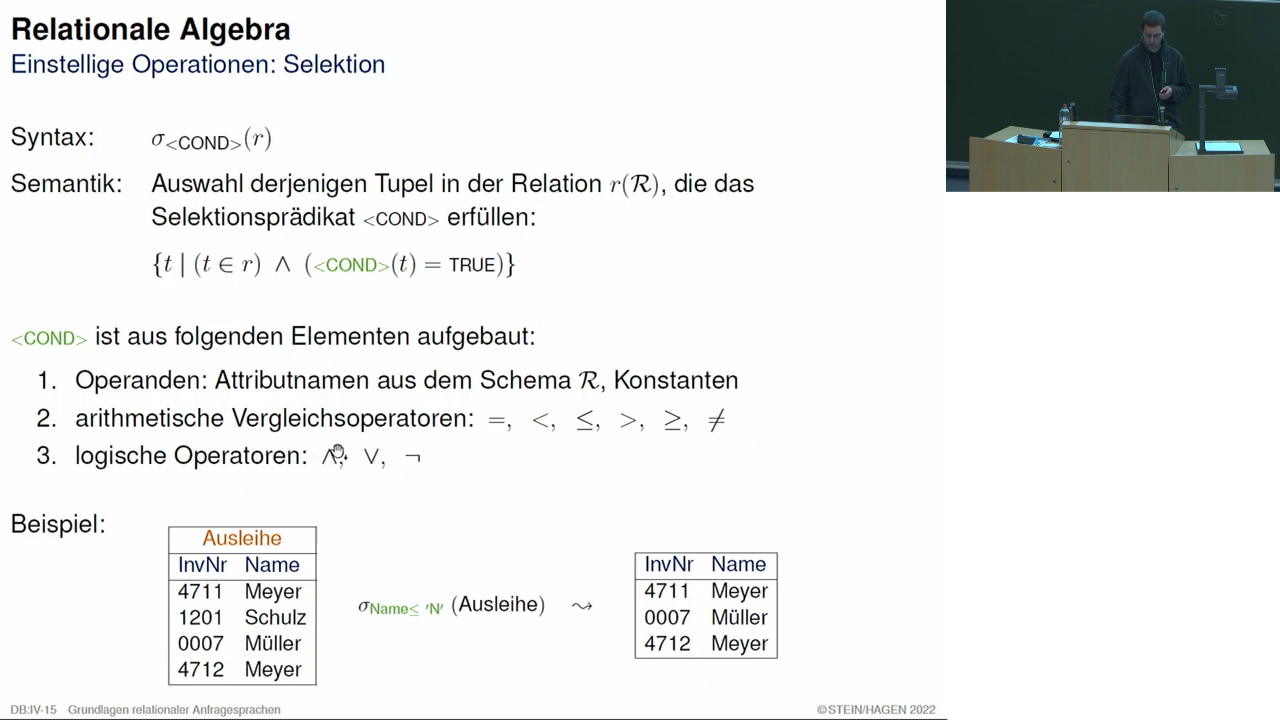 Relationale Algebra
Einstellige Operationen: Selektion
Syntax: σ<COND>(r)
Semantik: Auswahl derjenigen Tupel in der Relation r(ℛ), die das
Selektionsprädikat <COND> erfüllen:
{t | (t ∈ r) ∧ (<COND>(t) = TRUE)}
<COND> ist aus folgenden Elementen aufgebaut:
1. Operanden: Attributnamen aus dem Schema ℛ, Konstanten
2. arithmetische Vergleichsoperatoren: =, <, ≤, >, ≥, ≠
3. logische Operatoren: ∧, ∨, ¬
Beispiel:
Ausleihe
InvNr Name
4711 Meyer
1201 Schulz
0007 Müller
4712 Meyer
σName≤ 'N' (Ausleihe) ⤳
InvNr Name
4711 Meyer
0007 Müller
4712 Meyer
DB:IV-15 Grundlagen relationaler Anfragesprachen
©STEIN/HAGEN 2022